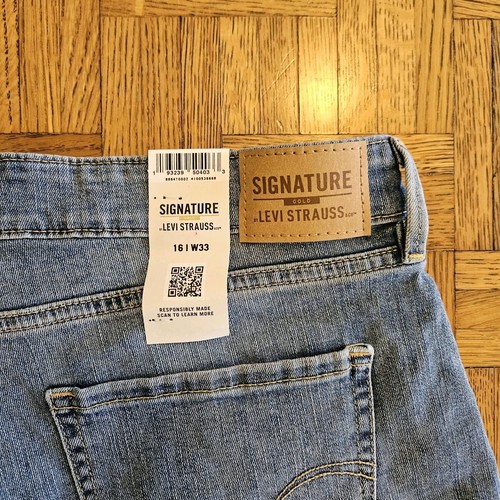 1 93239 50403 3
SIGNATURE
BY LEVI STRAUSS &CO.
16 | W33
RESPONSIBLY MADE
SCAN TO LEARN MORE
SIGNATURE
GOLD
BY LEVI STRAUSS &CO.